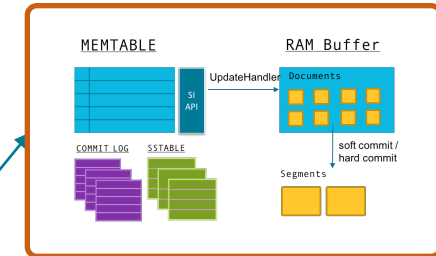 MEMTABLE
RAM Buffer
UpdateHandler
Documents
SI
API
COMMIT LOG
SSTABLE
soft commit /
hard commit
Segments